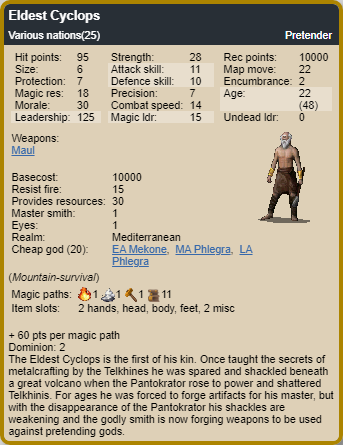 Eldest Cyclops
Various nations(25) Pretender
Hit points: 95 Strength: 28 Rec points: 10000
Size: 6 Attack skill: 11 Map move: 22
Protection: 7 Defence skill: 10 Encumbrance: 2
Magic res: 18 Precision: 7 Age: 22
Morale: 30 Combat speed: 14 (48)
Leadership: 125 Magic ldr: 15 Undead ldr: 0
Weapons:
Maul
Basecost: 10000
Resist fire: 15
Provides resources: 30
Master smith: 1
Eyes: 1
Realm: Mediterranean
Cheap god (20): EA Mekone, MA Phlegra, LA
Phlegra
(Mountain-survival)
Magic paths: 1 1 1 11
Item slots: 2 hands, head, body, feet, 2 misc
+ 60 pts per magic path
Dominion: 2
The Eldest Cyclops is the first of his kin. Once taught the secrets of
metalcrafting by the Telkhines he was spared and shackled beneath
a great volcano when the Pantokrator rose to power and shattered
Telkhinis. For ages he was forced to forge artifacts for his master, but
with the disappearance of the Pantokrator his shackles are
weakening and the godly smith is now forging weapons to be used
against pretending gods.